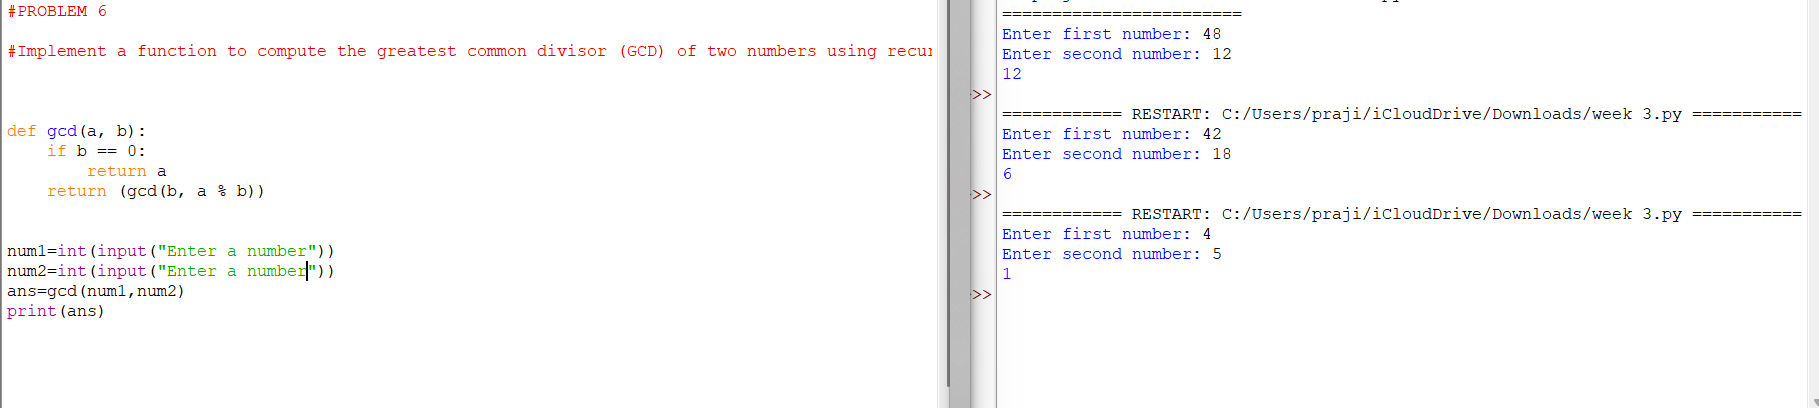 #PROBLEM 6
#Implement a function to compute the greatest common divisor (GCD) of two numbers using
def gcd(a, b):
    if b == 0:
        return a
    return (gcd(b, a % b))
num1=int(input("Enter a number"))
num2=int(input("Enter a number"))
ans=gcd(num1,num2)
print(ans)
========================
Enter first number: 48
Enter second number: 12
12
>>
============ RESTART: C:/Users/praji/iCloudDrive/Downloads/week 3.py ===========
Enter first number: 42
Enter second number: 18
6
>>
============ RESTART: C:/Users/praji/iCloudDrive/Downloads/week 3.py ===========
Enter first number: 4
Enter second number: 5
1
>>